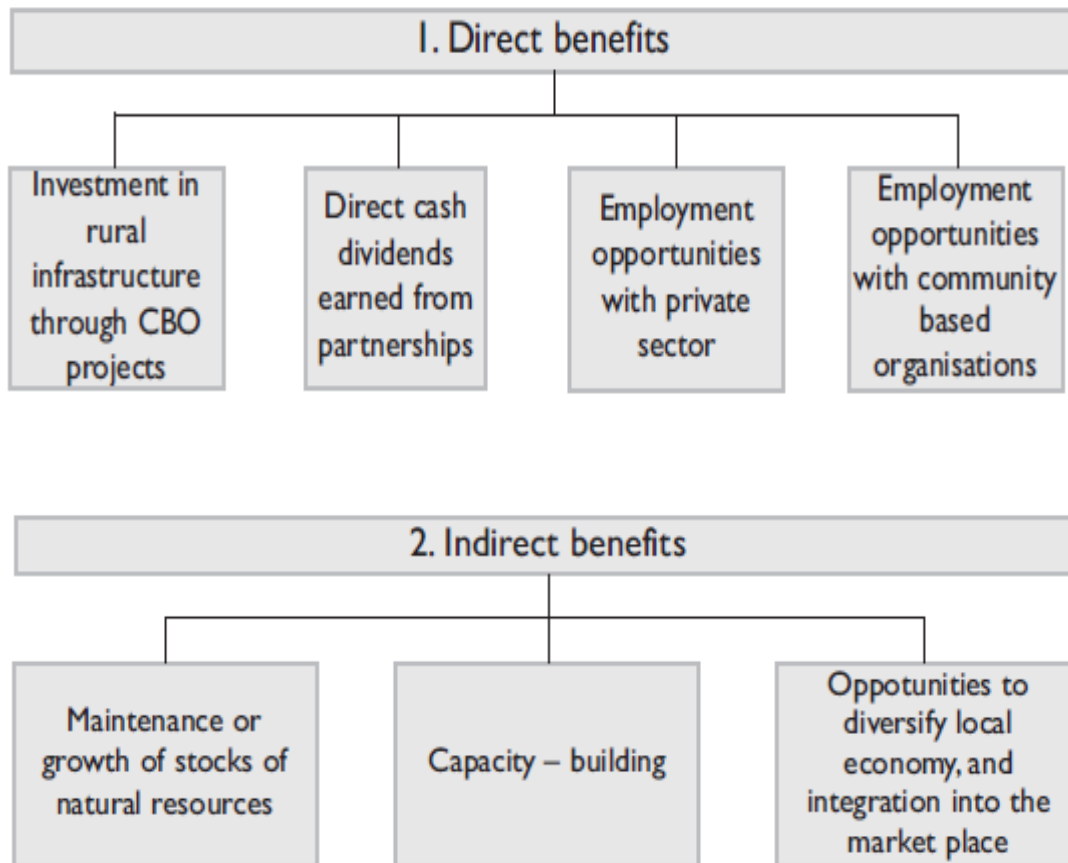 1. Direct benefits
Investment in
rural
infrastructure
through CBO
projects
Direct cash
dividends
earned from
partnerships
Employment
opportunities
with private
sector
Employment
opportunities
with community
based
organisations
2. Indirect benefits
Maintenance or
growth of stocks of
natural resources
Capacity – building
Oppotunities to
diversify local
economy, and
integration into the
market place